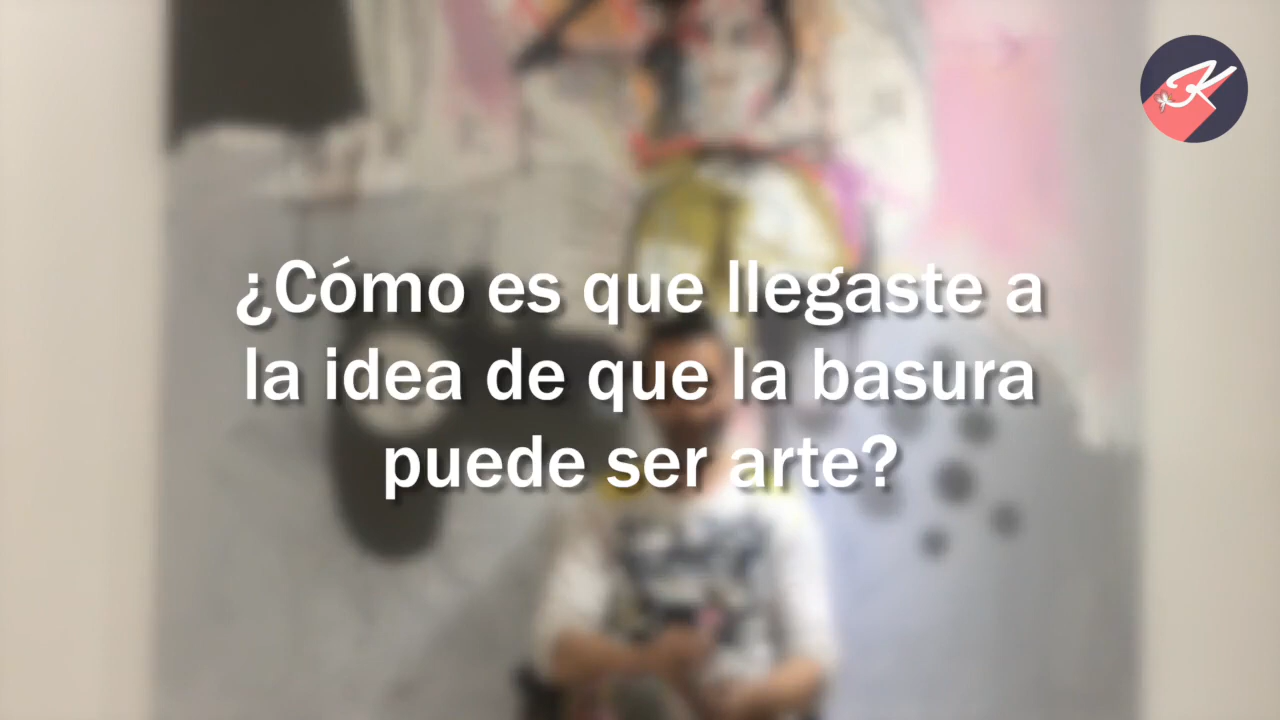 ¿Cómo es que llegaste a
la idea de que la basura
puede ser arte?